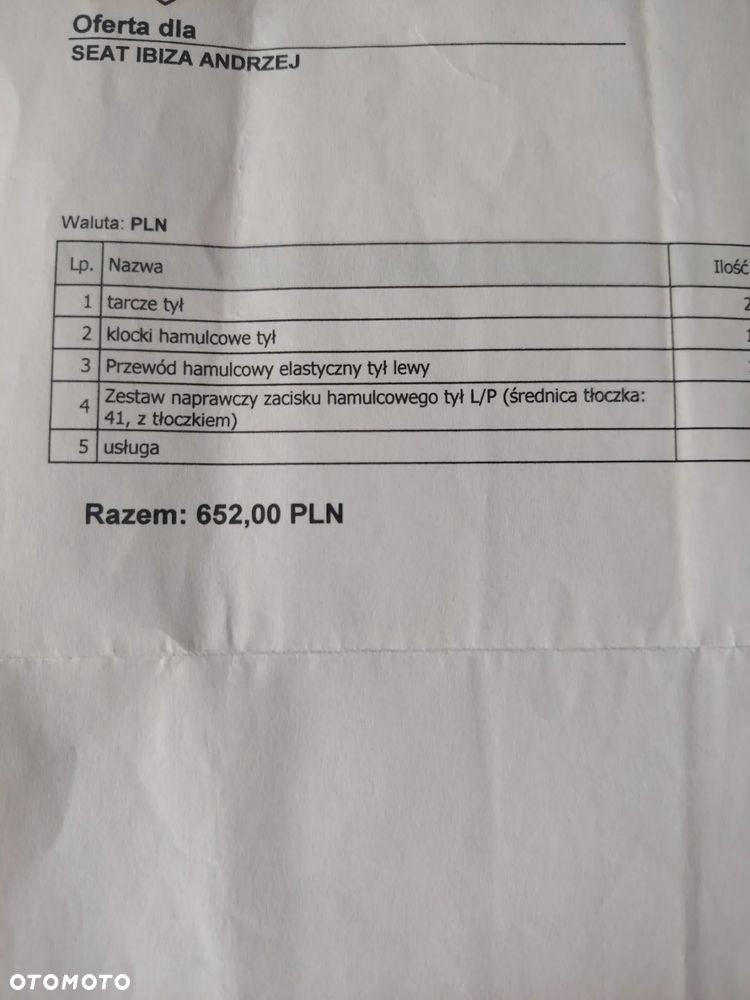 Oferta dla
SEAT IBIZA ANDRZEJ
Waluta: PLN
Lp. Nazwa Ilość
1 tarcze tył 2
2 klocki hamulcowe tył 1
3 Przewód hamulcowy elastyczny tył lewy
4 Zestaw naprawczy zacisku hamulcowego tył L/P (średnica tłoczka:
41, z tłoczkiem)
5 usługa
Razem: 652,00 PLN
OTOMOTO